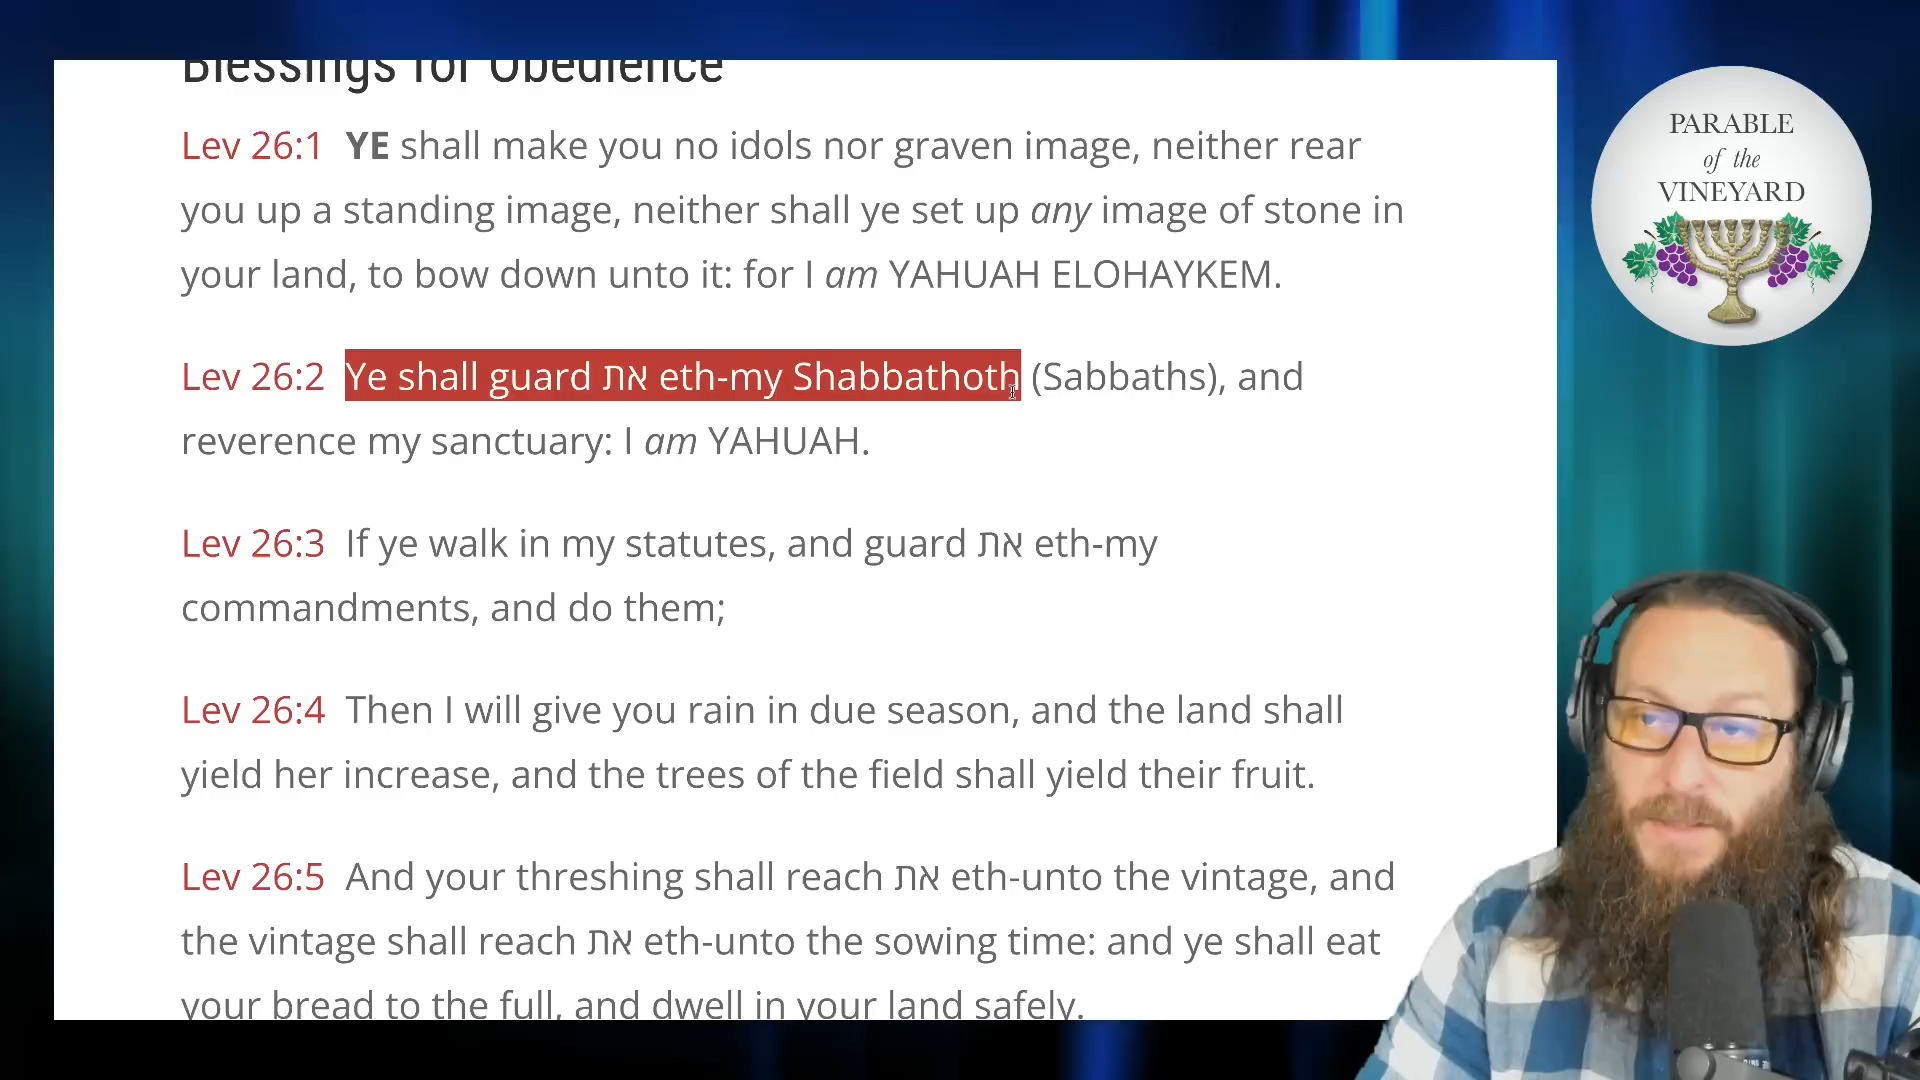 Blessings for Obedience
Lev 26:1 YE shall make you no idols nor graven image, neither rear
you up a standing image, neither shall ye set up any image of stone in
your land, to bow down unto it: for I am YAHUAH ELOHAYKEM.
Lev 26:2 Ye shall guard את eth-my Shabbathoth (Sabbaths), and
reverence my sanctuary: I am YAHUAH.
Lev 26:3 If ye walk in my statutes, and guard את eth-my
commandments, and do them;
Lev 26:4 Then I will give you rain in due season, and the land shall
yield her increase, and the trees of the field shall yield their fruit.
Lev 26:5 And your threshing shall reach את eth-unto the vintage, and
the vintage shall reach את eth-unto the sowing time: and ye shall eat
your bread to the full, and dwell in your land safely.
PARABLE
of the
VINEYARD